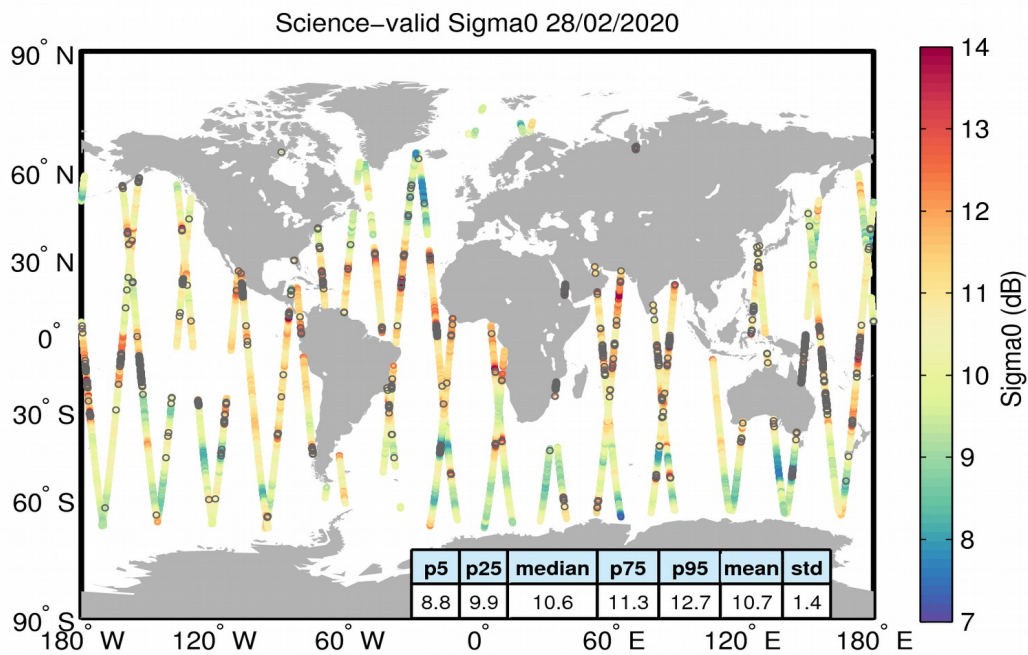 Science−valid Sigma0 28/02/2020
90° N
60° N
30° N
0°
30° S
60° S
90° S
180° W
120° W
60° W
0°
60° E
120° E
180° E
14
13
12
11
10
9
8
7
Sigma0 (dB)
p5 p25 median p75 p95 mean std
8.8 9.9 10.6 11.3 12.7 10.7 1.4